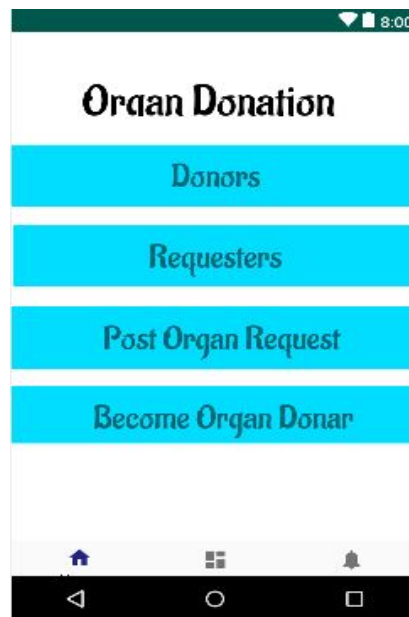 8:00
Organ Donation
Donors
Requesters
Post Organ Request
Become Organ Donar